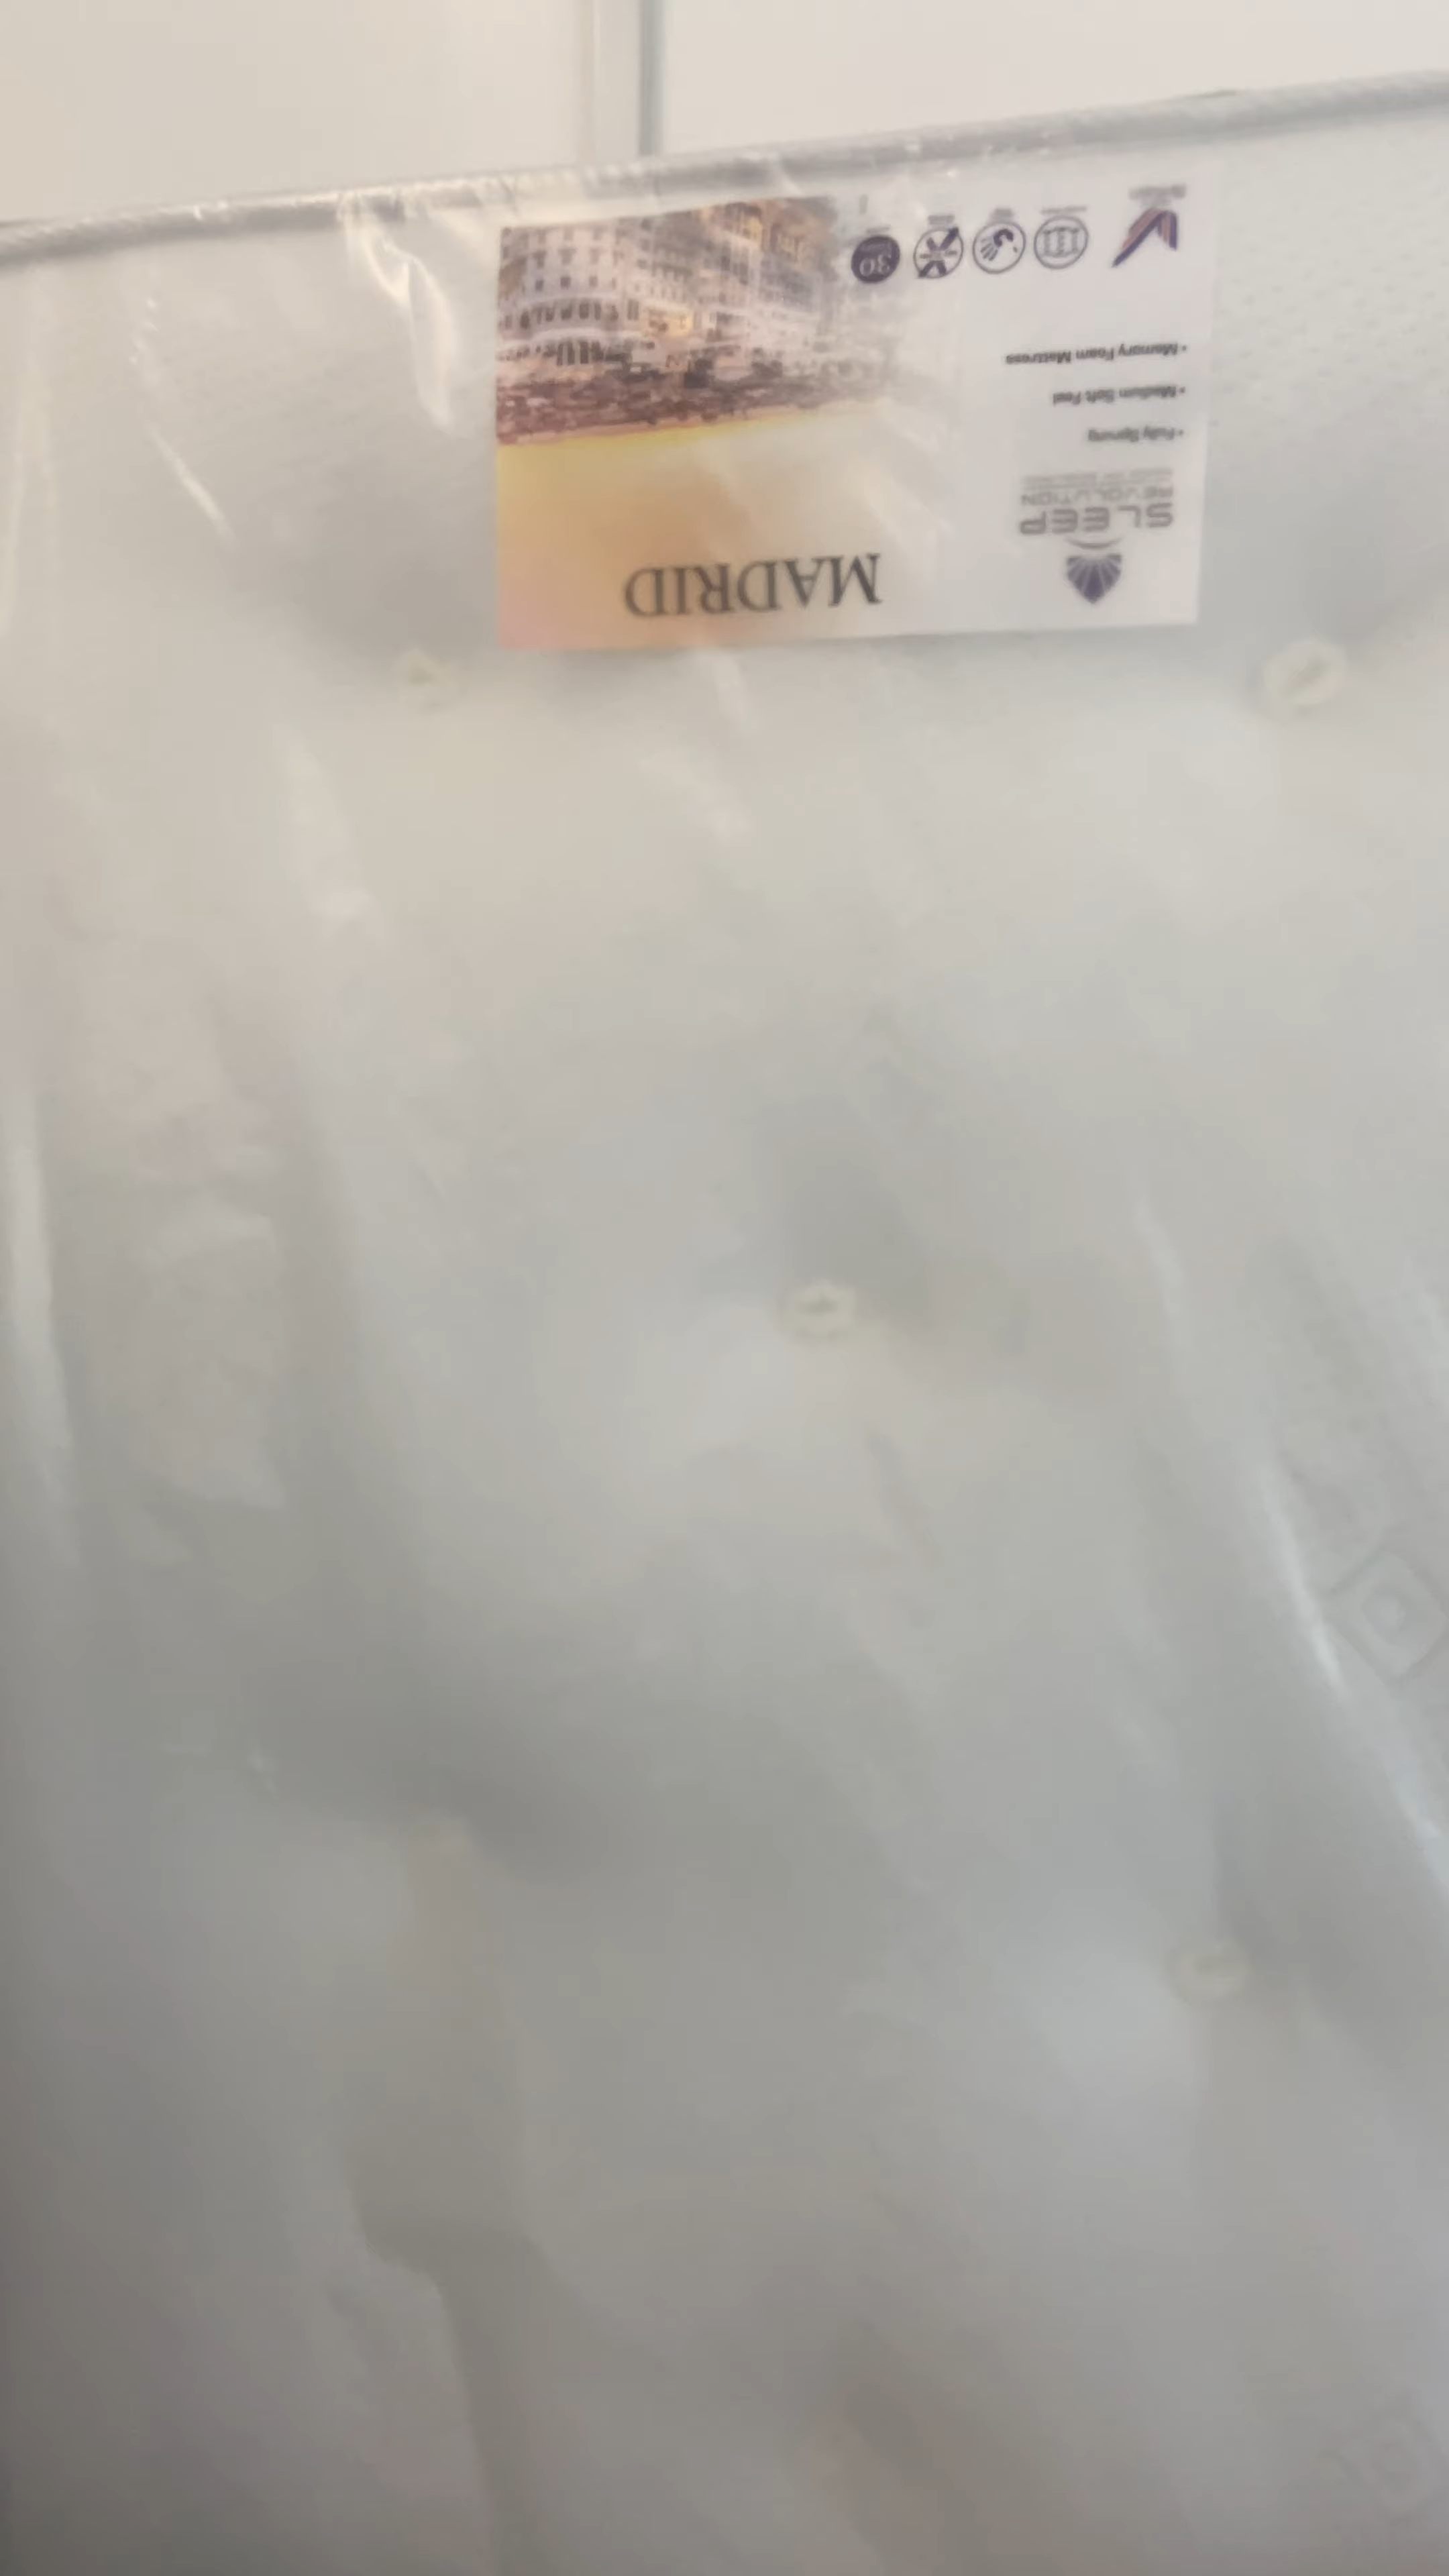 MADRID
SLEEP
REVOLUTION
• Fully Sprung
• Medium Soft Feel
• Memory Foam Mattress
30